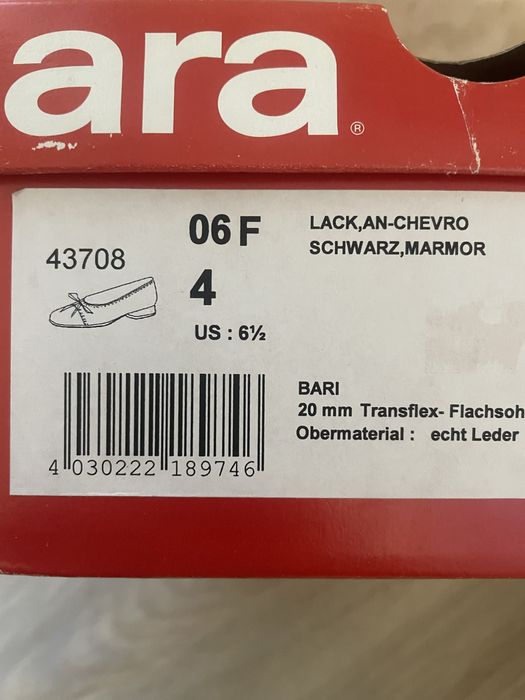 ara®
43708
06 F
4
US : 6½
LACK,AN-CHEVRO
SCHWARZ,MARMOR
BARI
20 mm Transflex- Flachsoh
Obermaterial : echt Leder
4 030222 189746